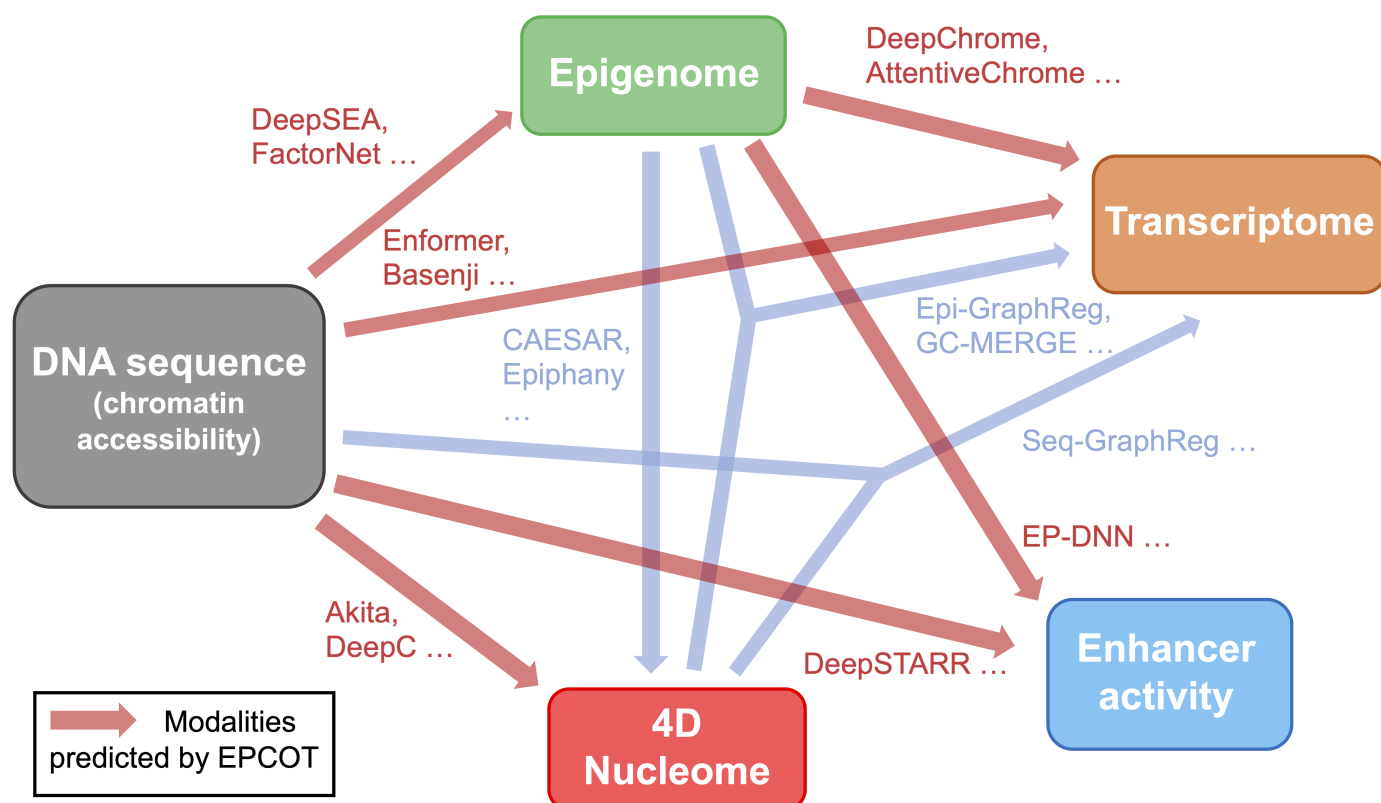 Epigenome
DeepChrome,
AttentiveChrome …
DeepSEA,
FactorNet …
Transcriptome
Enformer,
Basenji …
DNA sequence
(chromatin
accessibility)
CAESAR,
Epiphany
…
Epi-GraphReg,
GC-MERGE …
Seq-GraphReg …
EP-DNN …
Akita,
DeepC …
DeepSTARR …
Enhancer
activity
4D
Nucleome
Modalities
predicted by EPCOT